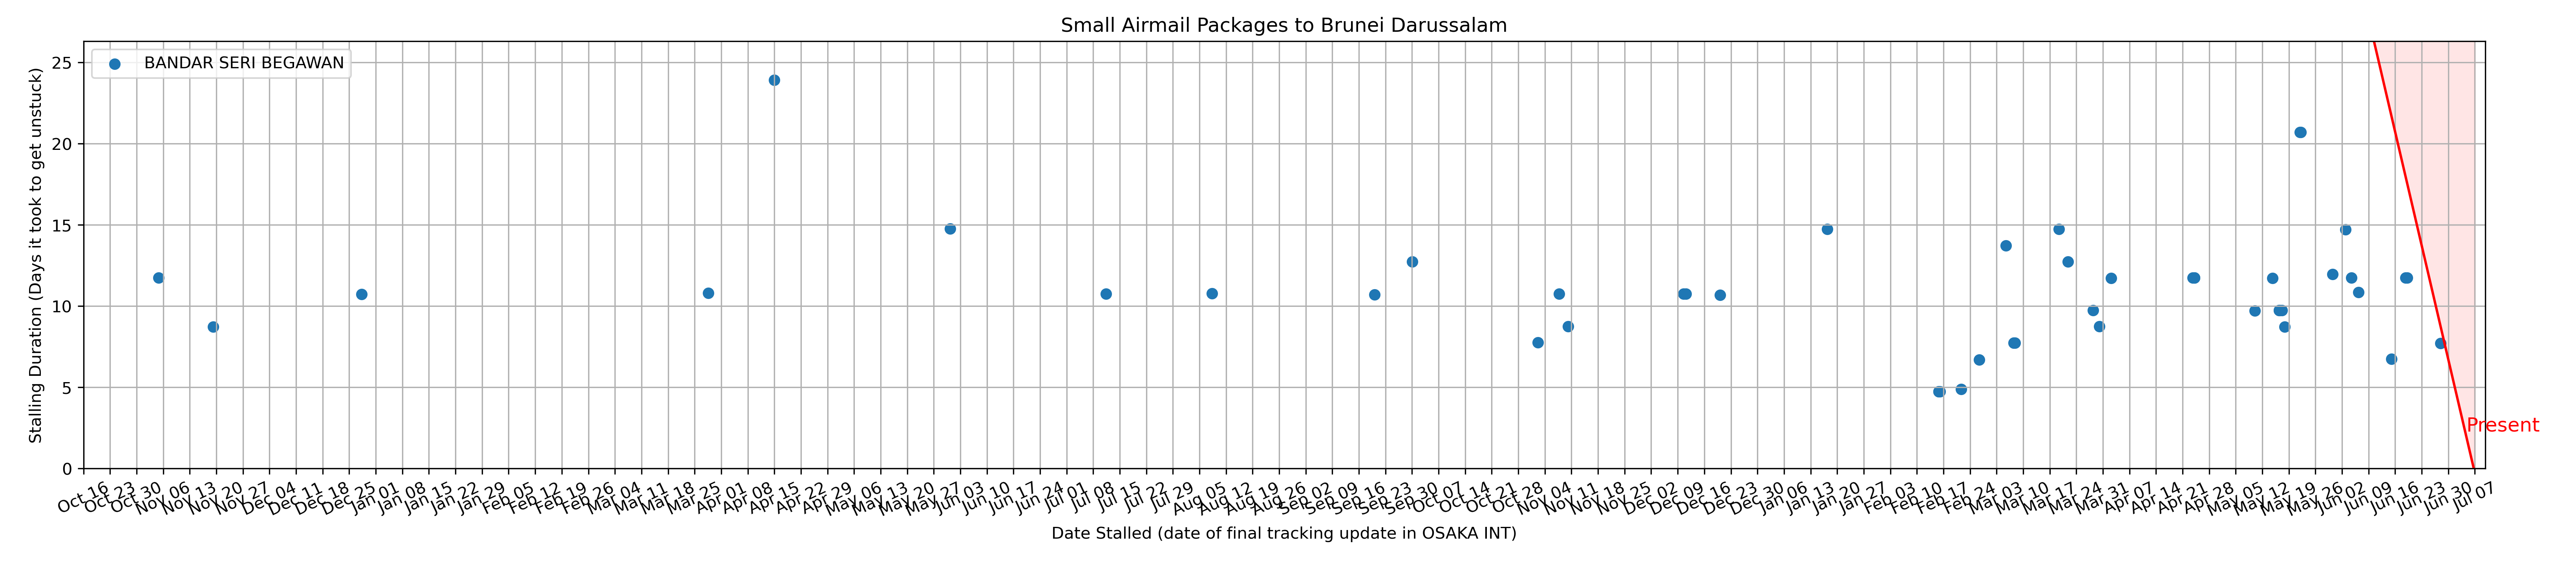 Small Airmail Packages to Brunei Darussalam
BANDAR SERI BEGAWAN
Stalling Duration (Days it took to get unstuck)
25
20
15
10
5
0
Present
Oct 16
Oct 23
Oct 30
Nov 06
Nov 13
Nov 20
Nov 27
Dec 04
Dec 11
Dec 18
Dec 25
Jan 01
Jan 08
Jan 15
Jan 22
Jan 29
Feb 05
Feb 12
Feb 19
Feb 26
Mar 04
Mar 11
Mar 18
Mar 25
Apr 01
Apr 08
Apr 15
Apr 22
Apr 29
May 06
May 13
May 20
May 27
Jun 03
Jun 10
Jun 17
Jun 24
Jul 01
Jul 08
Jul 15
Jul 22
Jul 29
Aug 05
Aug 12
Aug 19
Aug 26
Sep 02
Sep 09
Sep 16
Sep 23
Sep 30
Oct 07
Oct 14
Oct 21
Oct 28
Nov 04
Nov 11
Nov 18
Nov 25
Dec 02
Dec 09
Dec 16
Dec 23
Dec 30
Jan 06
Jan 13
Jan 20
Jan 27
Feb 03
Feb 10
Feb 17
Feb 24
Mar 03
Mar 10
Mar 17
Mar 24
Mar 31
Apr 07
Apr 14
Apr 21
Apr 28
May 05
May 12
May 19
May 26
Jun 02
Jun 09
Jun 16
Jun 23
Jun 30
Jul 07
Date Stalled (date of final tracking update in OSAKA INT)